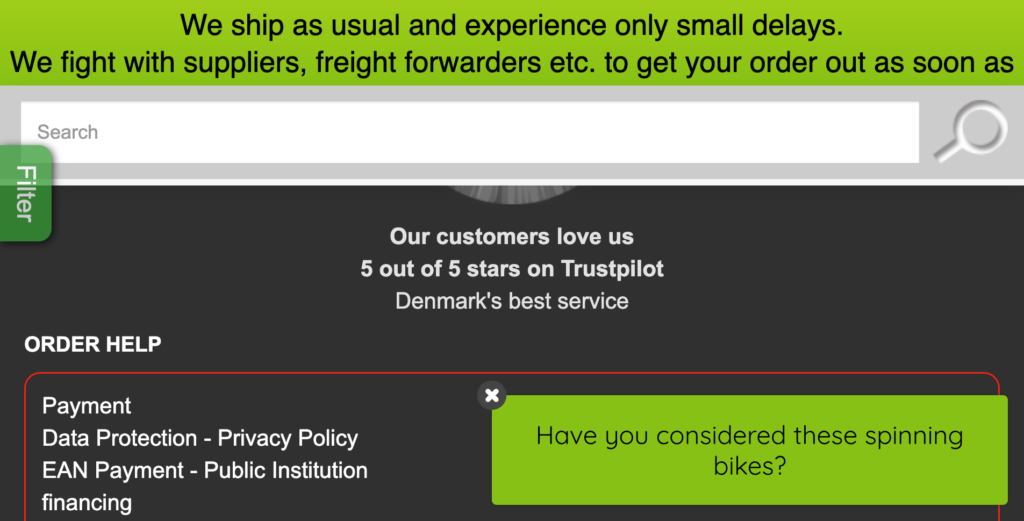 We ship as usual and experience only small delays.
We fight with suppliers, freight forwarders etc. to get your order out as soon as
Search
Filter
Our customers love us
5 out of 5 stars on Trustpilot
Denmark's best service
ORDER HELP
Payment
Data Protection - Privacy Policy
EAN Payment - Public Institution
financing
Have you considered these spinning
bikes?